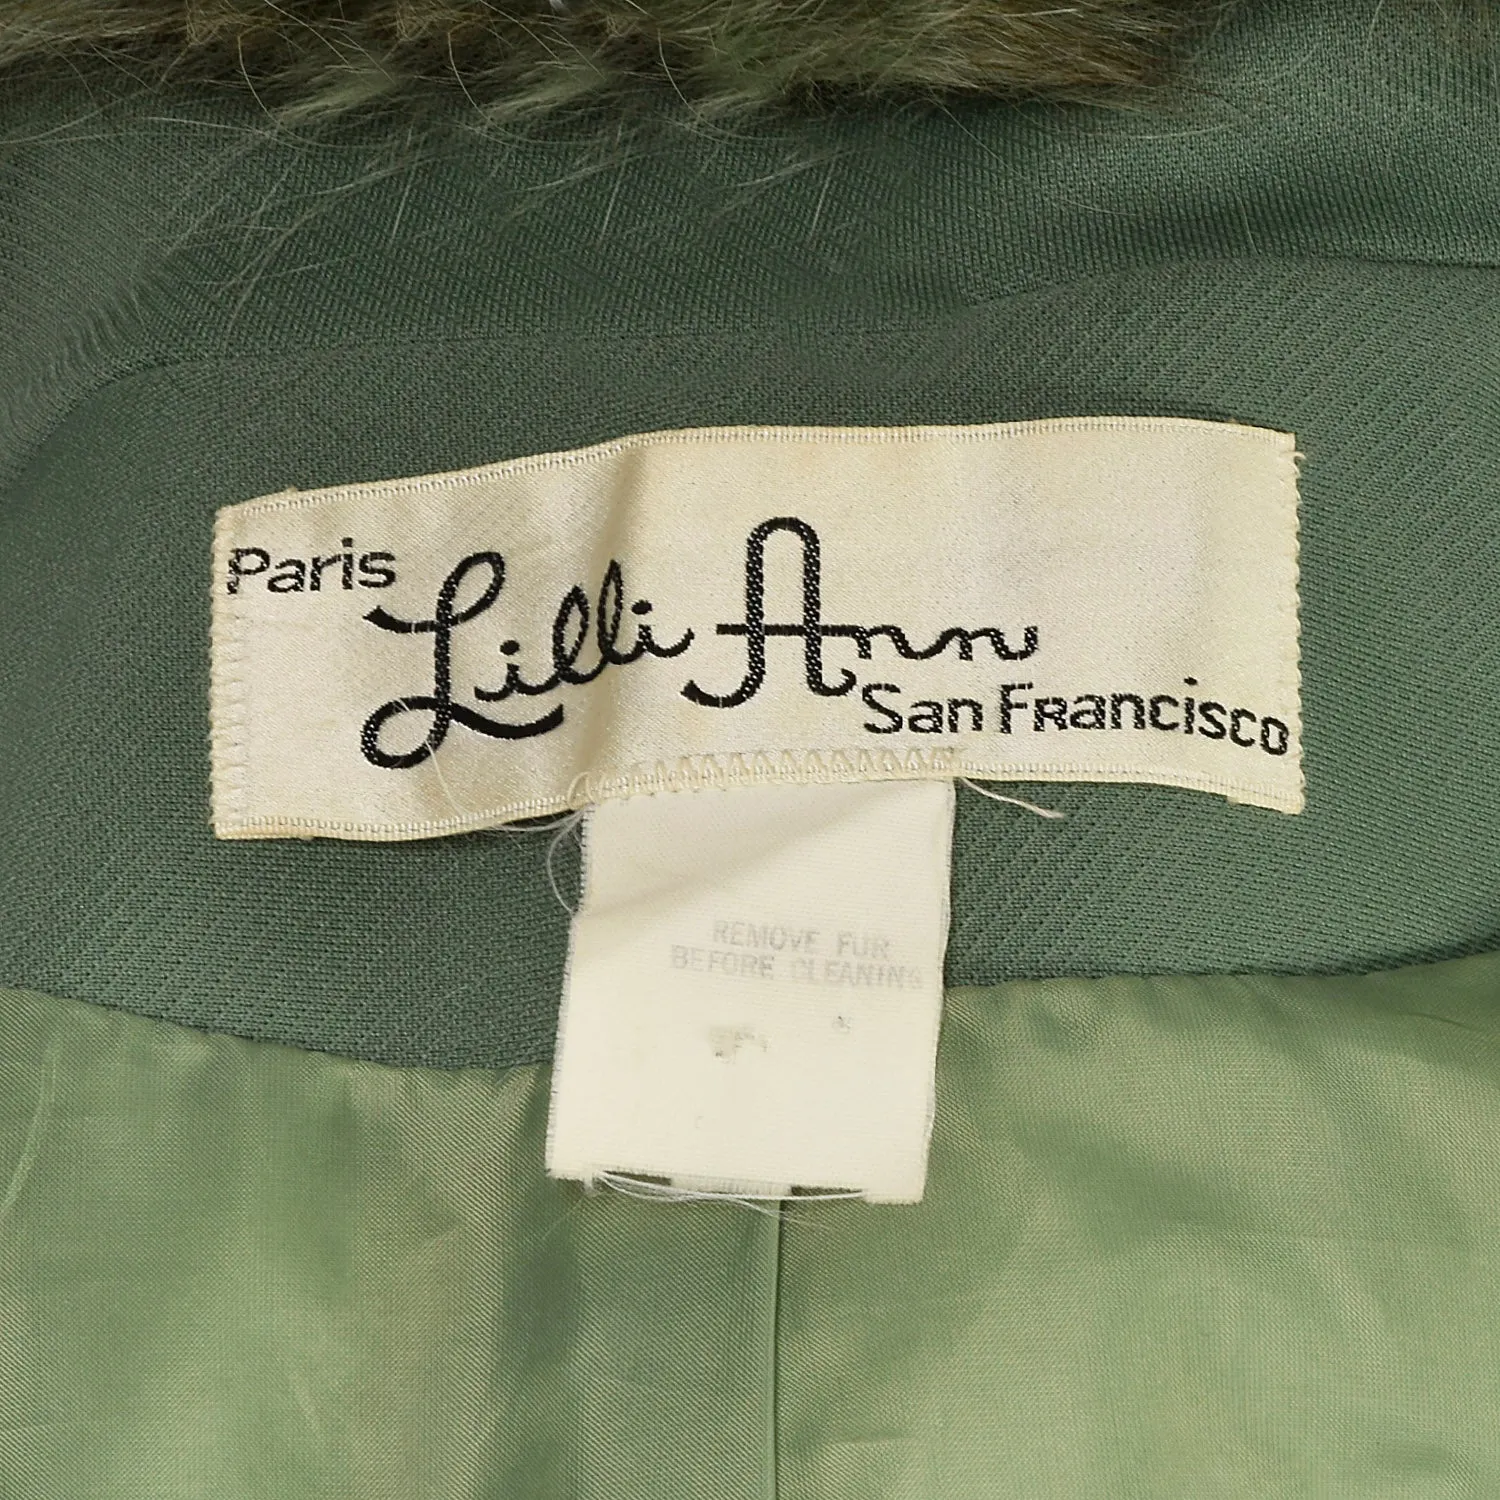 Paris
Lilli Ann
San Francisco
REMOVE FUR
BEFORE CLEANING